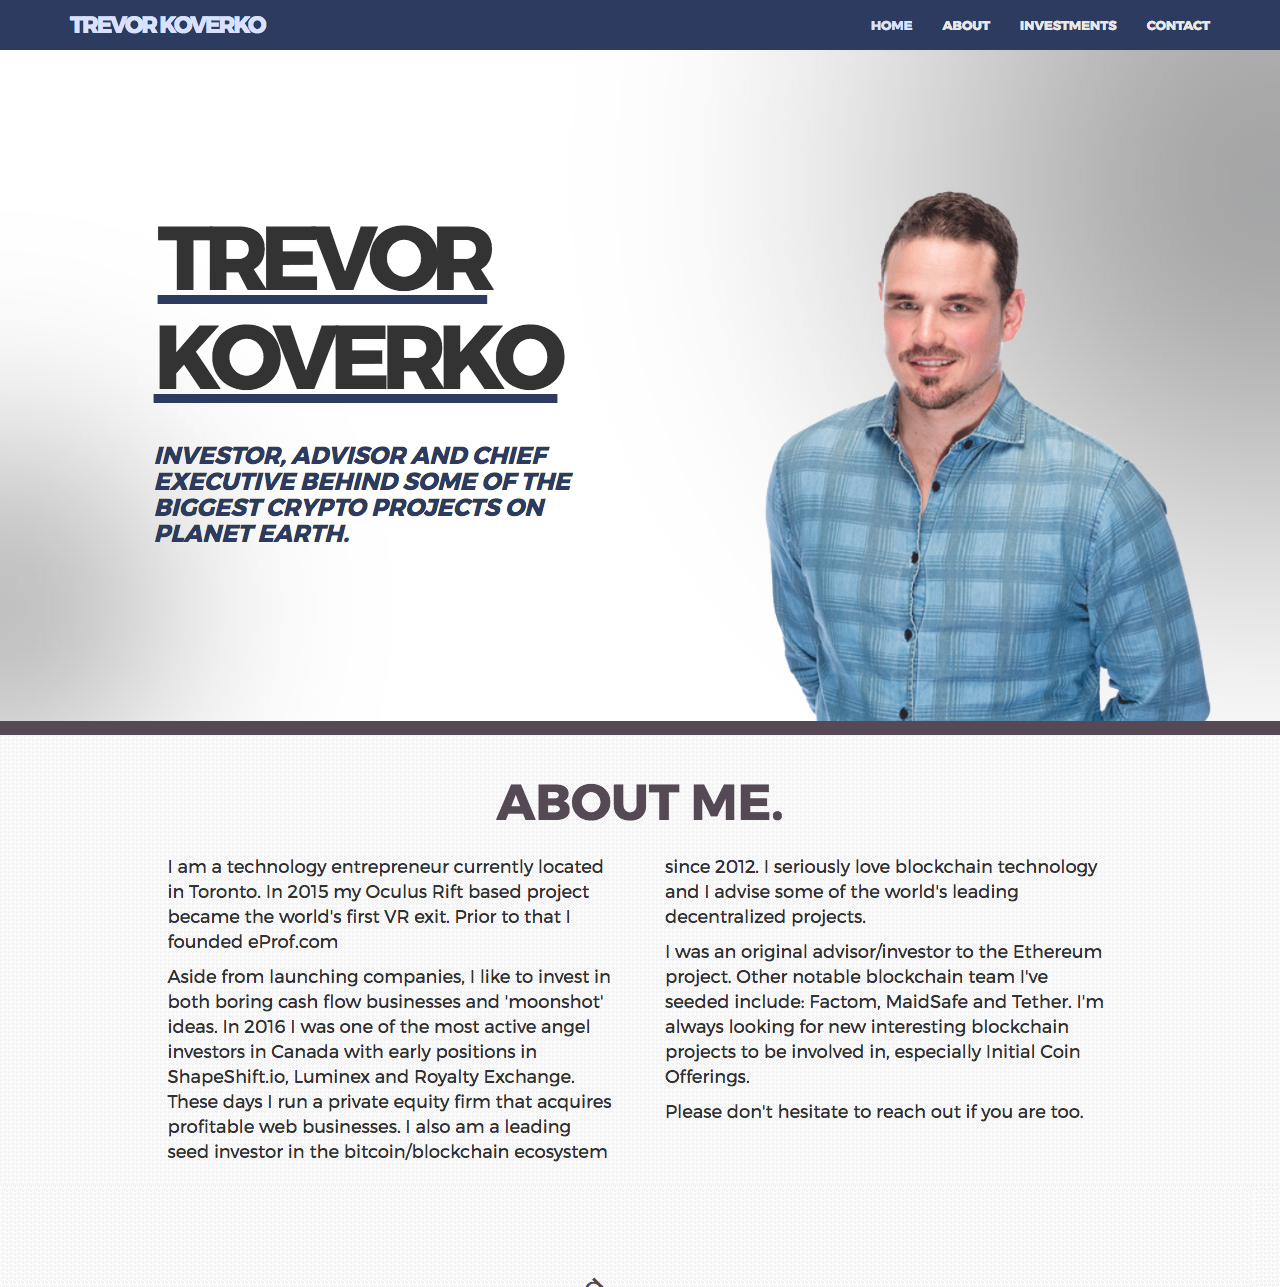 TREVOR KOVERKO
HOME ABOUT INVESTMENTS CONTACT
TREVOR
KOVERKO
INVESTOR, ADVISOR AND CHIEF
EXECUTIVE BEHIND SOME OF THE
BIGGEST CRYPTO PROJECTS ON
PLANET EARTH.
ABOUT ME.
I am a technology entrepreneur currently located
in Toronto. In 2015 my Oculus Rift based project
became the world's first VR exit. Prior to that I
founded eProf.com
Aside from launching companies, I like to invest in
both boring cash flow businesses and 'moonshot'
ideas. In 2016 I was one of the most active angel
investors in Canada with early positions in
ShapeShift.io, Luminex and Royalty Exchange.
These days I run a private equity firm that acquires
profitable web businesses. I also am a leading
seed investor in the bitcoin/blockchain ecosystem
since 2012. I seriously love blockchain technology
and I advise some of the world's leading
decentralized projects.
I was an original advisor/investor to the Ethereum
project. Other notable blockchain team I've
seeded include: Factom, MaidSafe and Tether. I'm
always looking for new interesting blockchain
projects to be involved in, especially Initial Coin
Offerings.
Please don't hesitate to reach out if you are too.